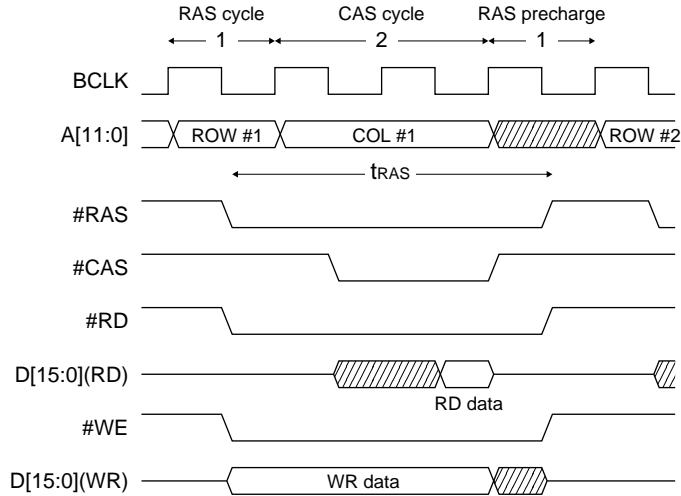 RAS cycle CAS cycle RAS precharge
1 2 1
BCLK
A[11:0] ROW #1 COL #1 ROW #2
tRAS
#RAS
#CAS
#RD
D[15:0](RD)
RD data
#WE
D[15:0](WR) WR data